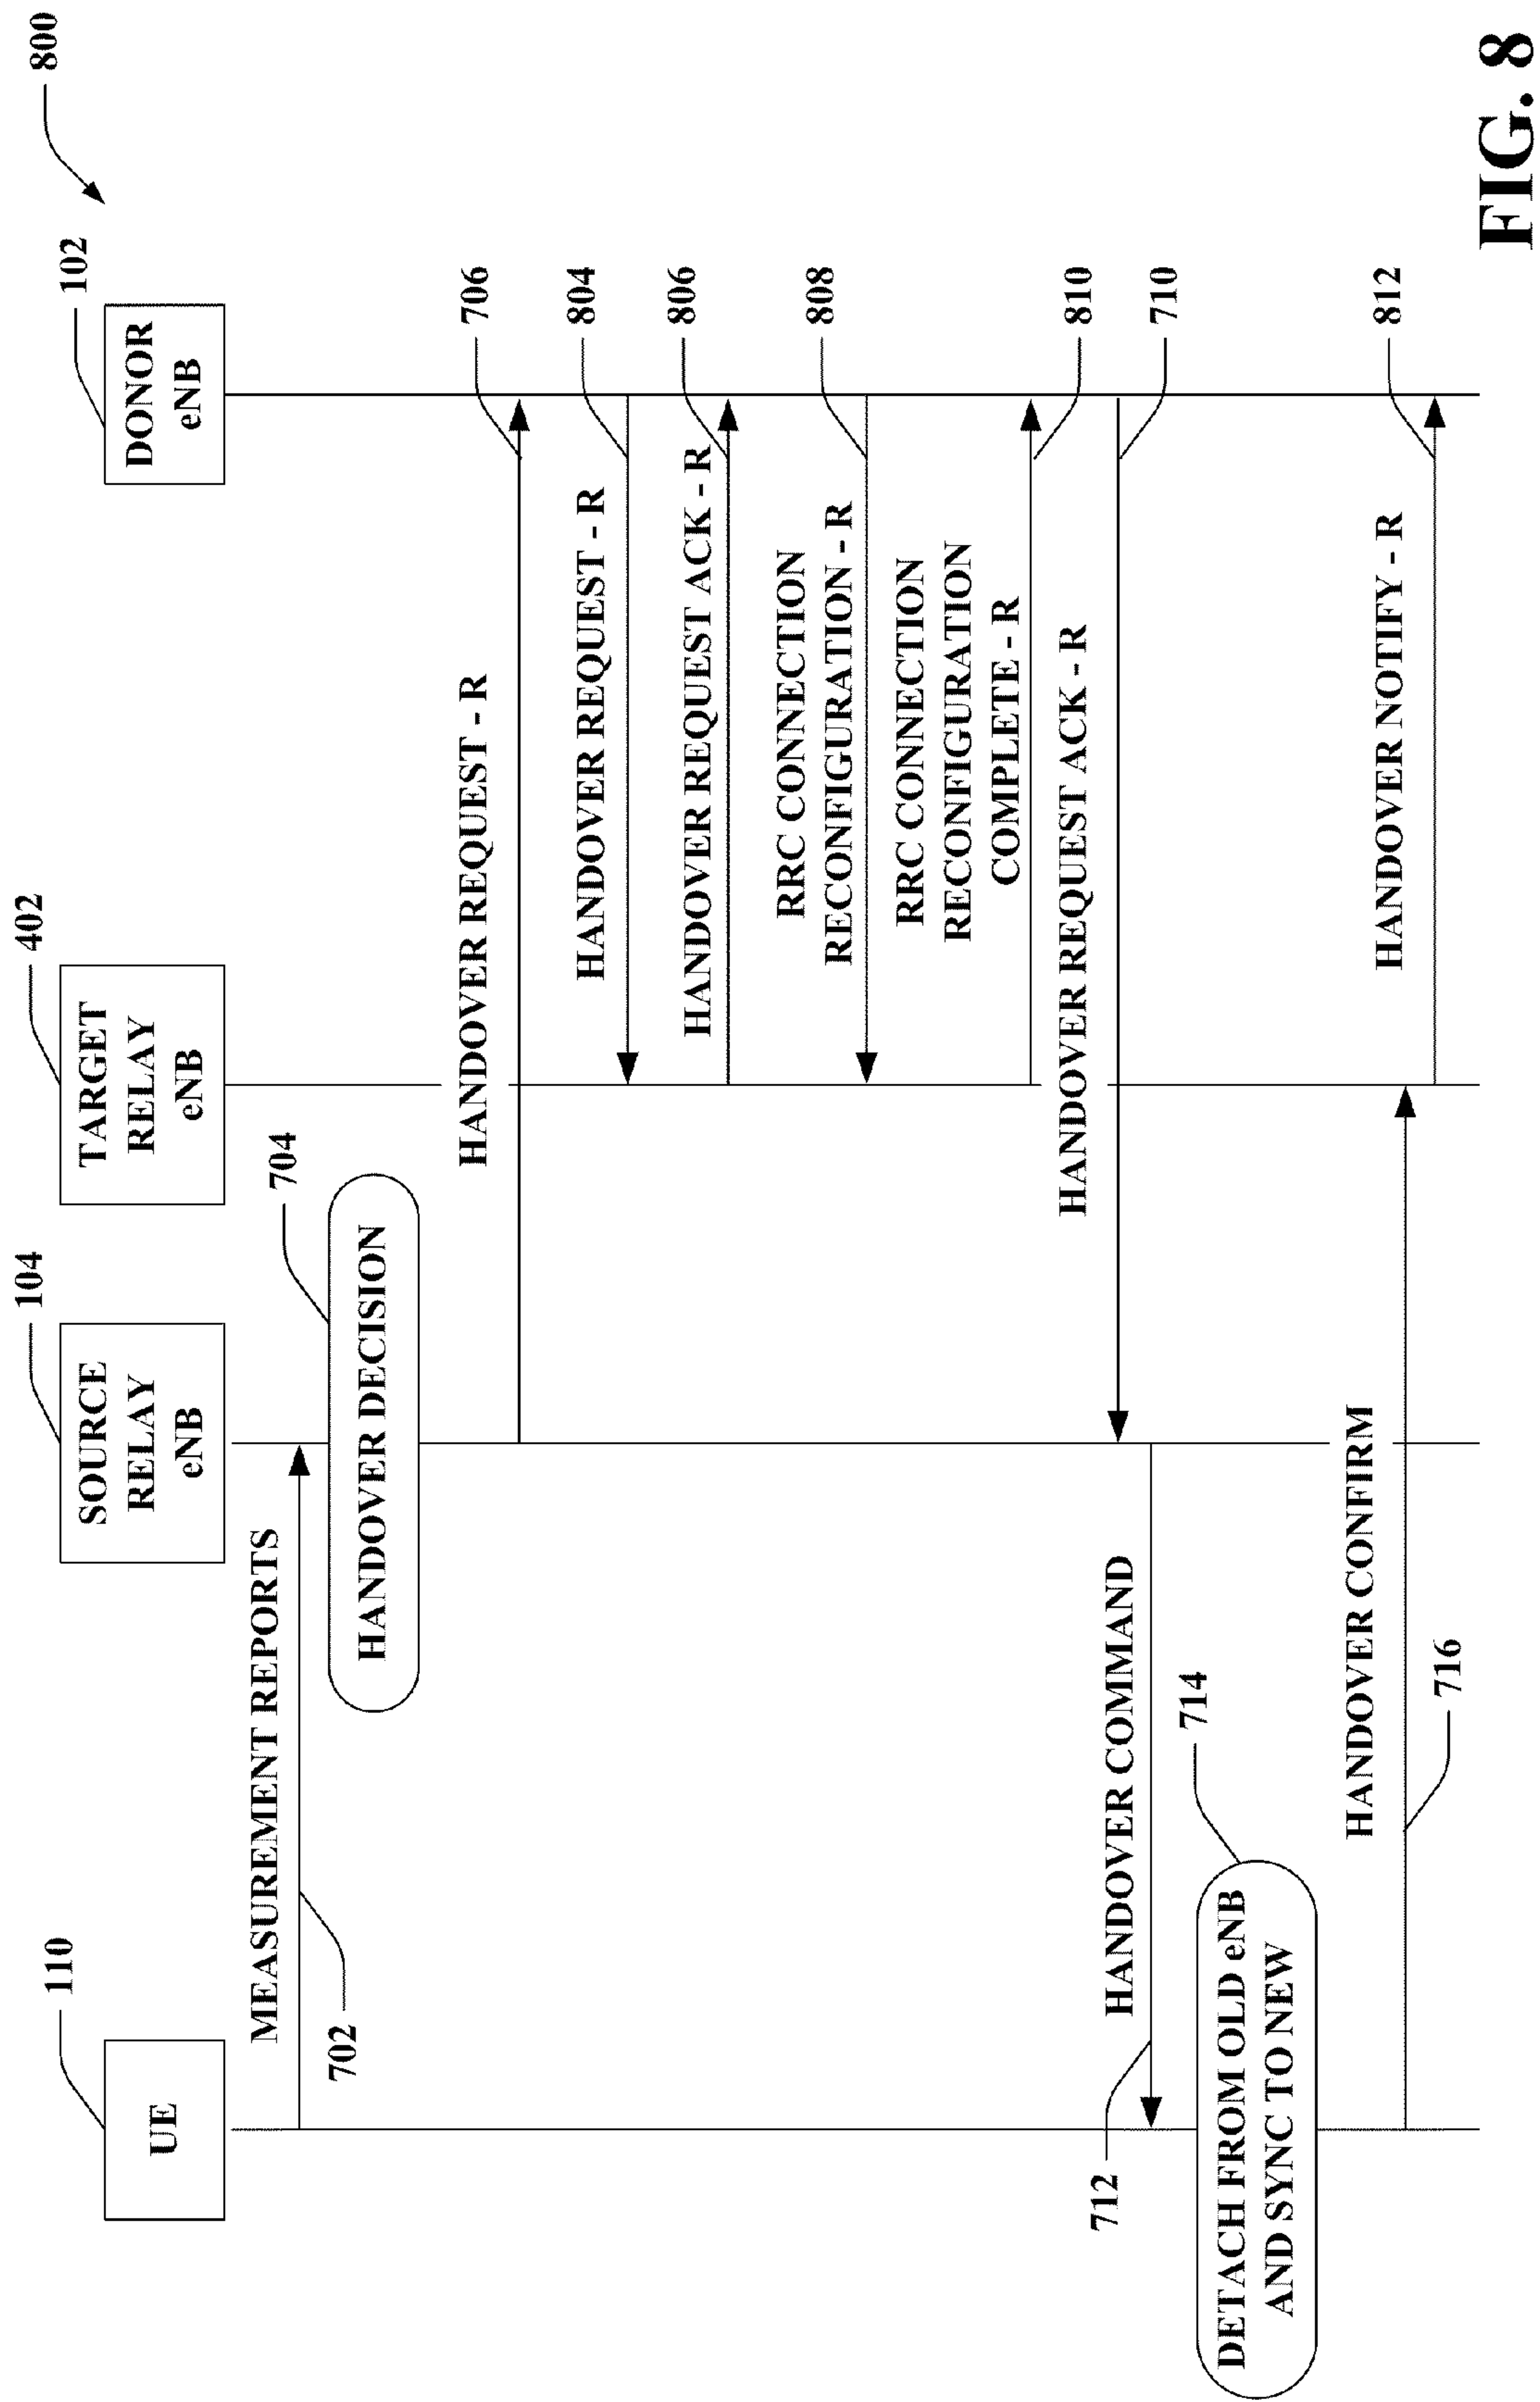 800
110
104
402
102
UE
SOURCE
RELAY
eNB
TARGET
RELAY
eNB
DONOR
eNB
MEASUREMENT REPORTS
702
704
HANDOVER DECISION
HANDOVER REQUEST - R
706
HANDOVER REQUEST - R
804
HANDOVER REQUEST ACK - R
806
RRC CONNECTION
RECONFIGURATION - R
808
RRC CONNECTION
RECONFIGURATION
COMPLETE - R
810
HANDOVER REQUEST ACK - R
710
HANDOVER COMMAND
712
714
DETACH FROM OLD eNB
AND SYNC TO NEW
HANDOVER CONFIRM
716
HANDOVER NOTIFY - R
812
FIG. 8